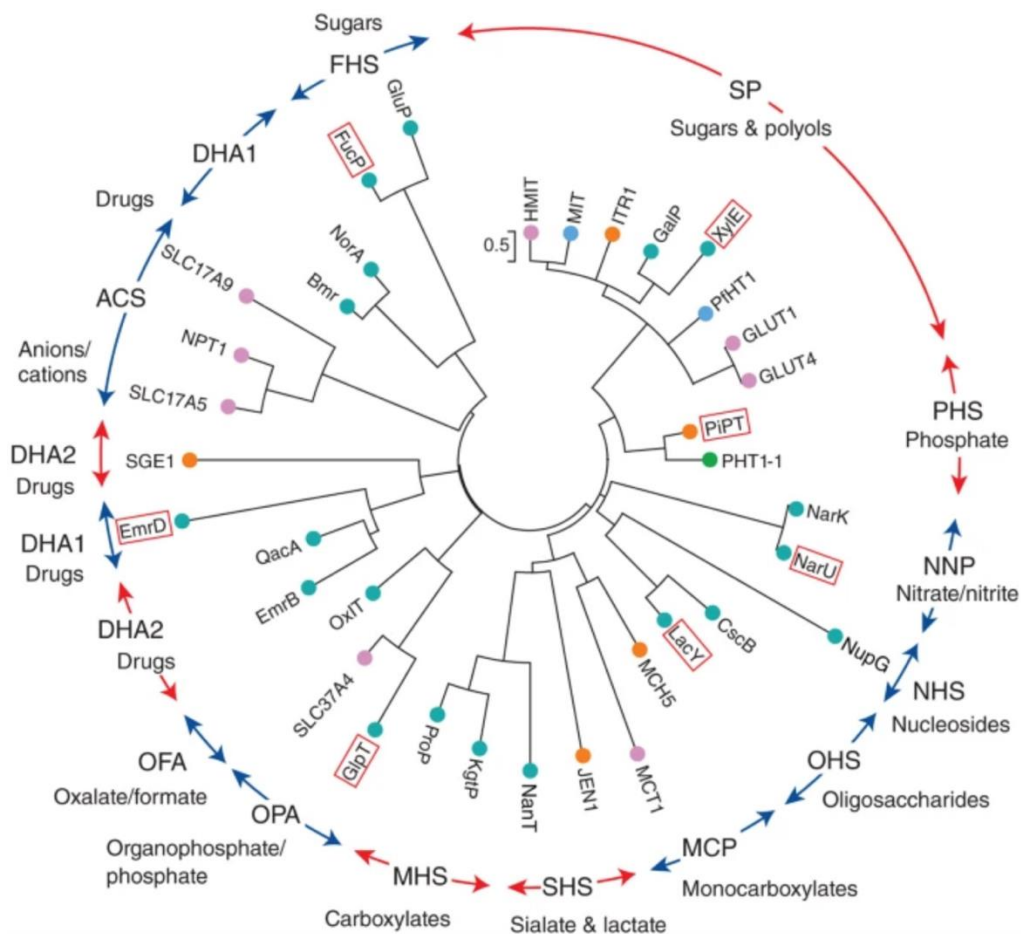 Sugars
FHS
SP
Sugars & polyols
DHA1
Drugs
ACS
Anions/
cations
DHA2
Drugs
DHA1
Drugs
DHA2
Drugs
OFA
Oxalate/formate
OPA
Organophosphate/
phosphate
MHS
Carboxylates
SHS
Sialate & lactate
MCP
Monocarboxylates
OHS
Oligosaccharides
NHS
Nucleosides
NNP
Nitrate/nitrite
PHS
Phosphate
0.5
GluP
FucP
NorA
Bmr
SLC17A9
NPT1
SLC17A5
SGE1
EmrD
QacA
EmrB
OxlT
SLC37A4
GlpT
ProP
KgtP
NanT
JEN1
MCT1
MCH5
LacY
CscB
NupG
NarU
NarK
PHT1-1
PiPT
GLUT4
GLUT1
PfHT1
XylE
GalP
ITR1
MIT
HMIT